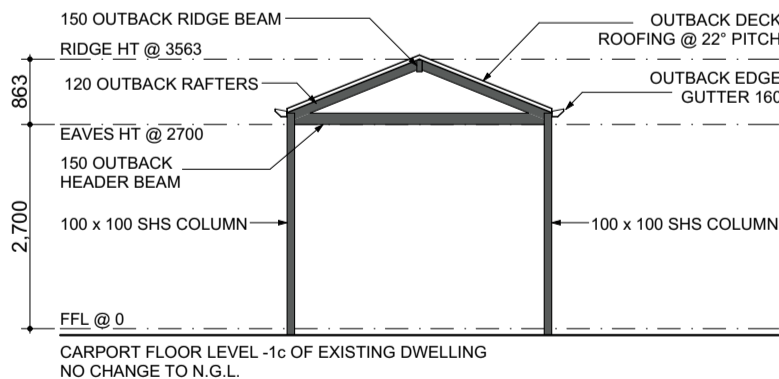 150 OUTBACK RIDGE BEAM
OUTBACK DECK
ROOFING @ 22° PITCH
RIDGE HT @ 3563
863
120 OUTBACK RAFTERS
OUTBACK EDGE
GUTTER 160
EAVES HT @ 2700
150 OUTBACK
HEADER BEAM
2,700
100 x 100 SHS COLUMN
100 x 100 SHS COLUMN
FFL @ 0
CARPORT FLOOR LEVEL -1c OF EXISTING DWELLING
NO CHANGE TO N.G.L.